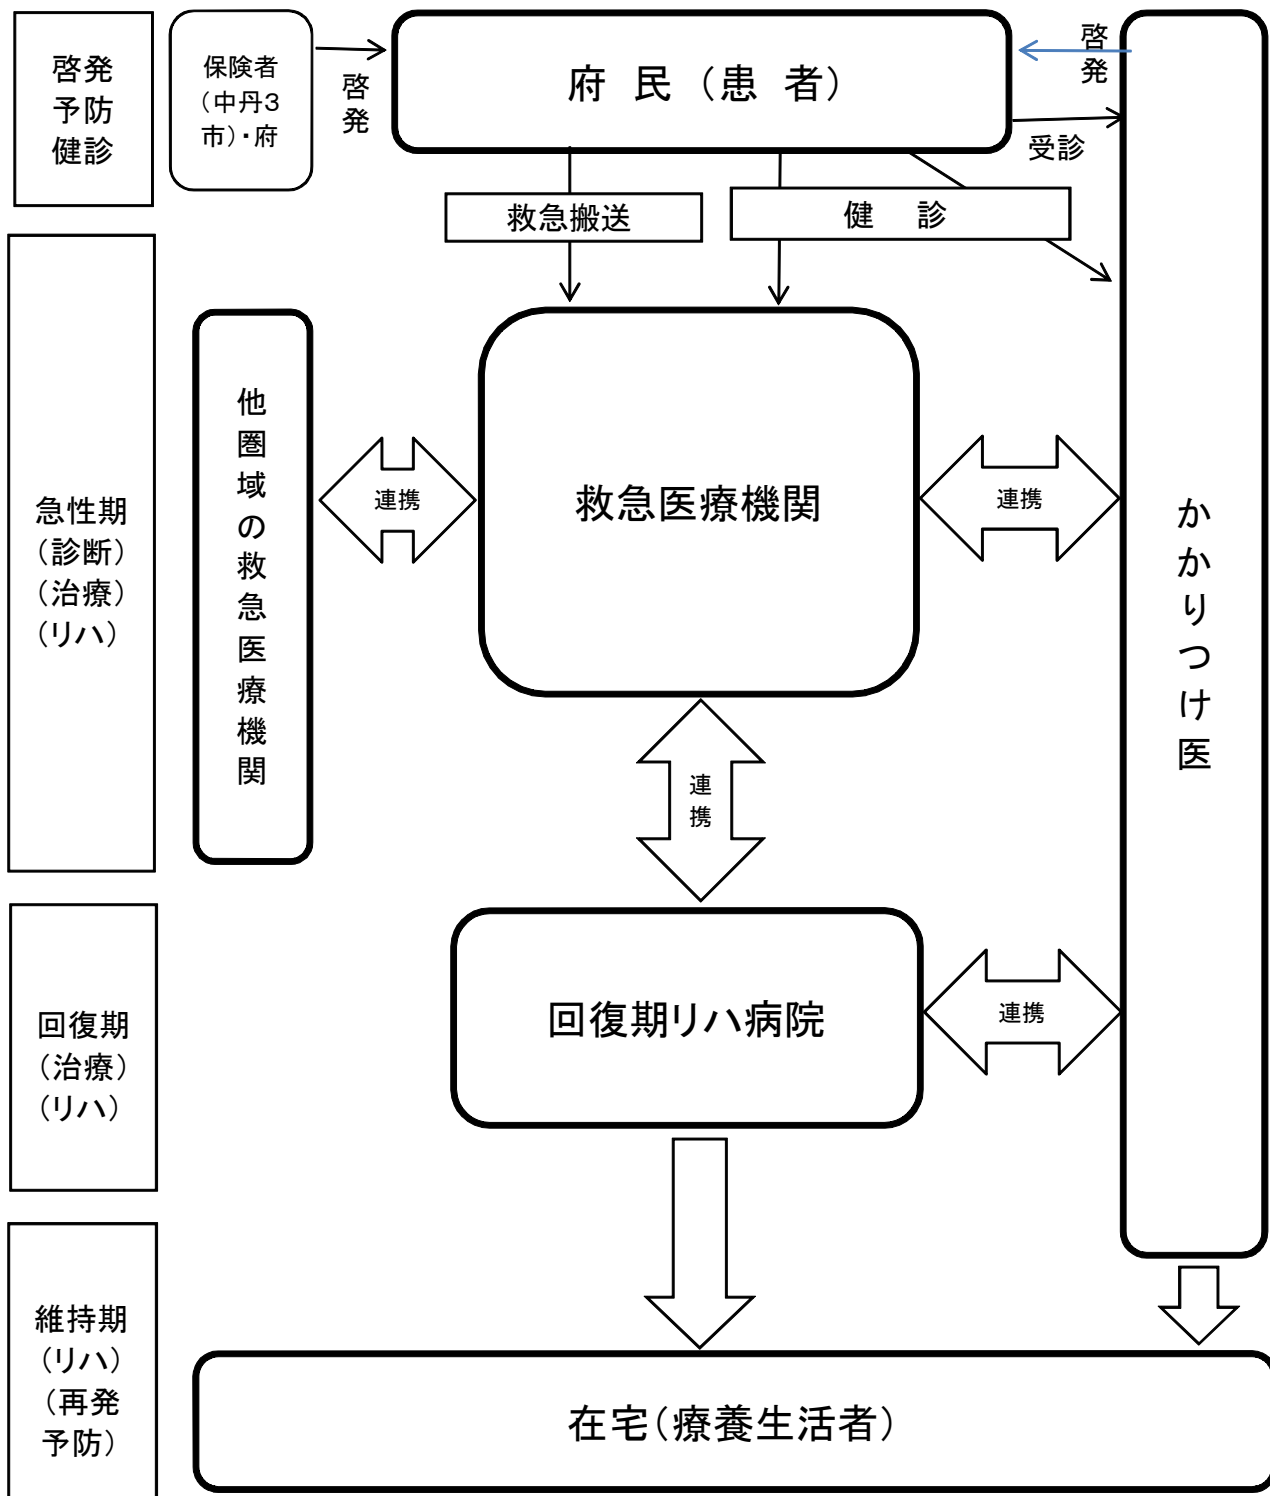 啓発
予防
健診
保険者
(中丹3
市)・府
啓発
府 民 (患 者)
啓発
受診
救急搬送
健 診
急性期
(診断)
(治療)
(リハ)
他圏域の救急医療機関
連携
救急医療機関
連携
かかりつけ医
連携
回復期
(治療)
(リハ)
回復期リハ病院
連携
維持期
(リハ)
(再発
予防)
在宅(療養生活者)